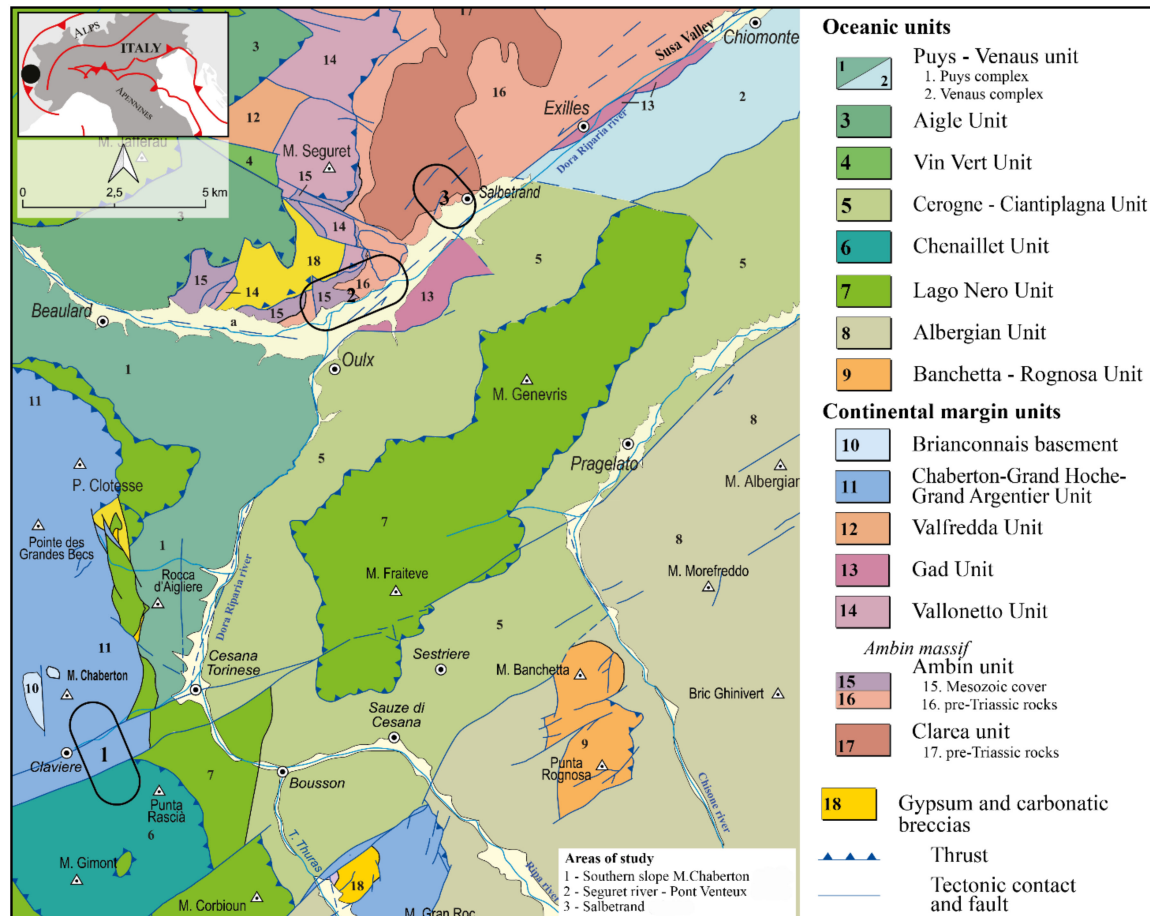 ALPS
ITALY
APENNINES
M. Jafferau
0 2,5 5 km
3
3
4
12
14
17
16
M. Seguret
15
14
18
15
14
15
15
16
2
a
3
Salbetrand
Exilles
13
Susa Valley
Chiomonte
2
Dora Riparia river
13
5
5
Beaulard
Oulx
1
11
P. Clotesse
Pointe des
Grandes Becs
1
Rocca
d'Aigliere
Dora Riparia river
5
M. Genevris
7
M. Fraiteve
Pragelato
8
M. Albergian
8
M. Morefreddo
11
10
M. Chaberton
Cesana
Torinese
Sestriere
5
M. Banchetta
Bric Ghinivert
Claviere
1
Sauze di
Cesana
9
Punta
Rognosa
7
Bousson
Punta
Rascià
6
M. Gimont
M. Corbioun
T. Thuras
18
M. Gran Roc
Ripa river
Chisone river
Areas of study
1 - Southern slope M.Chaberton
2 - Seguret river - Pont Venteux
3 - Salbetrand
Oceanic units
1 2 Puys - Venaus unit
1. Puys complex
2. Venaus complex
3 Aigle Unit
4 Vin Vert Unit
5 Cerogne - Ciantiplagna Unit
6 Chenaillet Unit
7 Lago Nero Unit
8 Albergian Unit
9 Banchetta - Rognosa Unit
Continental margin units
10 Brianconnais basement
11 Chaberton-Grand Hoche-
Grand Argentier Unit
12 Valfredda Unit
13 Gad Unit
14 Vallonetto Unit
Ambin massif
Ambin unit
15 15. Mesozoic cover
16 16. pre-Triassic rocks
17 Clarea unit
17. pre-Triassic rocks
18 Gypsum and carbonatic
breccias
Thrust
Tectonic contact
and fault